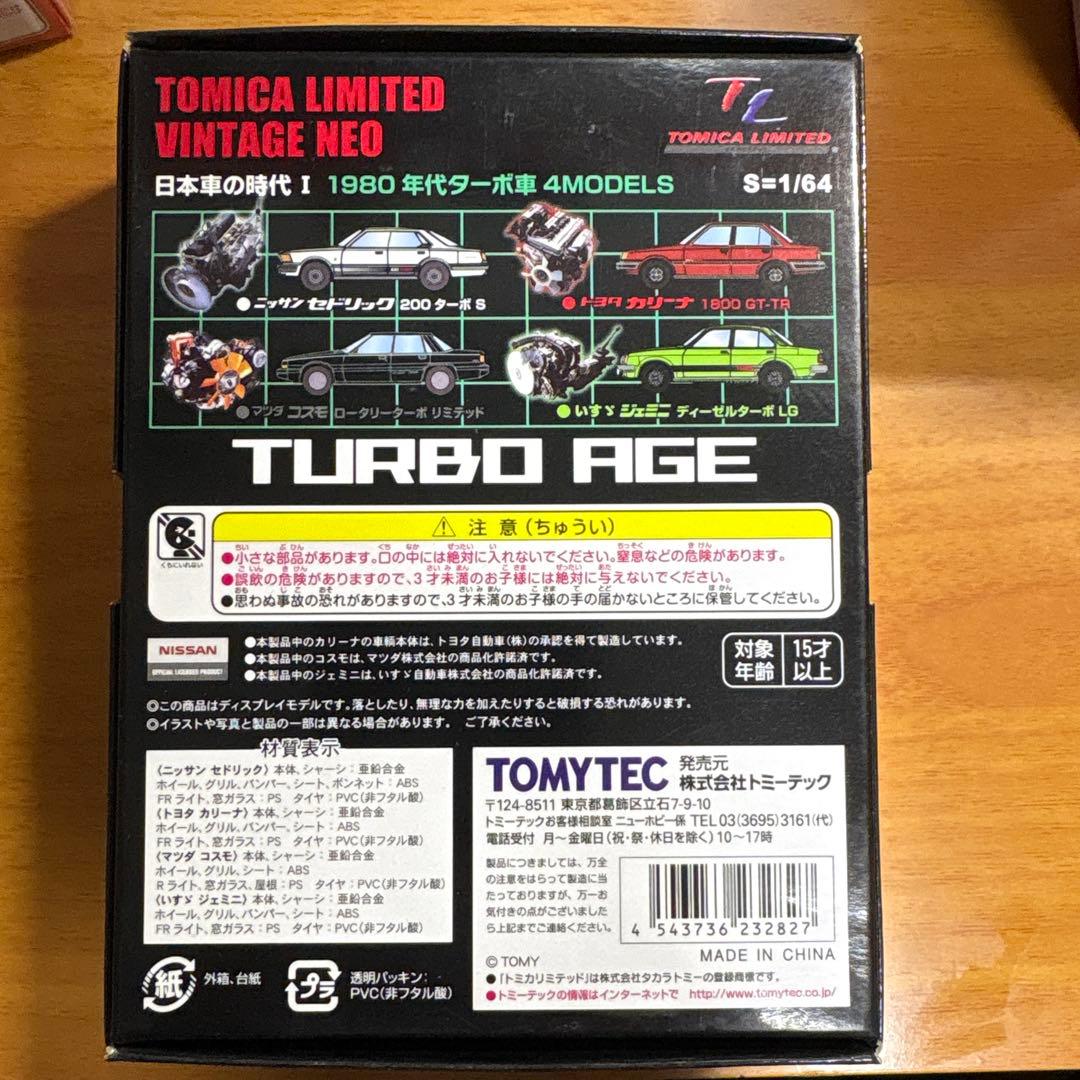 TOMICA LIMITED
VINTAGE NEO
TL
TOMICA LIMITED
日本車の時代 I 1980年代ターボ車 4MODELS S=1/64
●ニッサン セドリック 200ターボS
●トヨタ カリーナ 1800 GT-TR
●マツダ コスモ ロータリーターボ リミテッド
●いすゞ ジェミニ ディーゼルターボ LG
TURBO AGE
くちにいれない
⚠ 注意(ちゅうい)
●小さな部品があります。口の中には絶対に入れないでください。窒息などの危険があります。
●誤飲の危険がありますので、3才未満のお子様には絶対に与えないでください。
●思わぬ事故の恐れがありますので、3才未満のお子様の手の届かないところに保管してください。
NISSAN
OFFICIAL LICENSED PRODUCT
●本製品中のカリーナの車輌本体は、トヨタ自動車(株)の承認を得て製造しています。
●本製品中のコスモは、マツダ株式会社の商品化許諾済です。
●本製品中のジェミニは、いすゞ自動車株式会社の商品化許諾済です。
対象年齢 15才以上
◎この商品はディスプレイモデルです。落としたり、無理な力を加えたりすると破損する恐れがあります。
◎イラストや写真と製品の一部は異なる場合があります。 ご了承ください。
材質表示
〈ニッサン セドリック〉本体、シャーシ:亜鉛合金
ホイール、グリル、バンパー、シート、ボンネット:ABS
FRライト、窓ガラス:PS タイヤ:PVC(非フタル酸)
〈トヨタ カリーナ〉本体、シャーシ:亜鉛合金
ホイール、グリル、バンパー、シート:ABS
FRライト、窓ガラス:PS タイヤ:PVC(非フタル酸)
〈マツダ コスモ〉本体、シャーシ:亜鉛合金
ホイール、グリル、シート:ABS
Rライト、窓ガラス、屋根:PS タイヤ:PVC(非フタル酸)
〈いすゞ ジェミニ〉本体、シャーシ:亜鉛合金
ホイール、グリル、バンパー、シート:ABS
FRライト、窓ガラス:PS タイヤ:PVC(非フタル酸)
紙 外箱、台紙
プラ 透明パッキン:
PVC(非フタル酸)
TOMYTEC 発売元
株式会社トミーテック
〒124-8511 東京都葛飾区立石7-9-10
トミーテックお客様相談室 ニューホビー係 TEL 03(3695)3161(代)
電話受付 月〜金曜日(祝・祭・休日を除く)10〜17時
製品につきましては、万全
の注意をはらって製造に当
たっておりますが、万一お
気付きの点がございました
ら上記までご連絡ください。
4 543736 232827
MADE IN CHINA
© TOMY
●「トミカリミテッド」は株式会社タカラトミーの登録商標です。
●トミーテックの情報はインターネットで http://www.tomytec.co.jp/